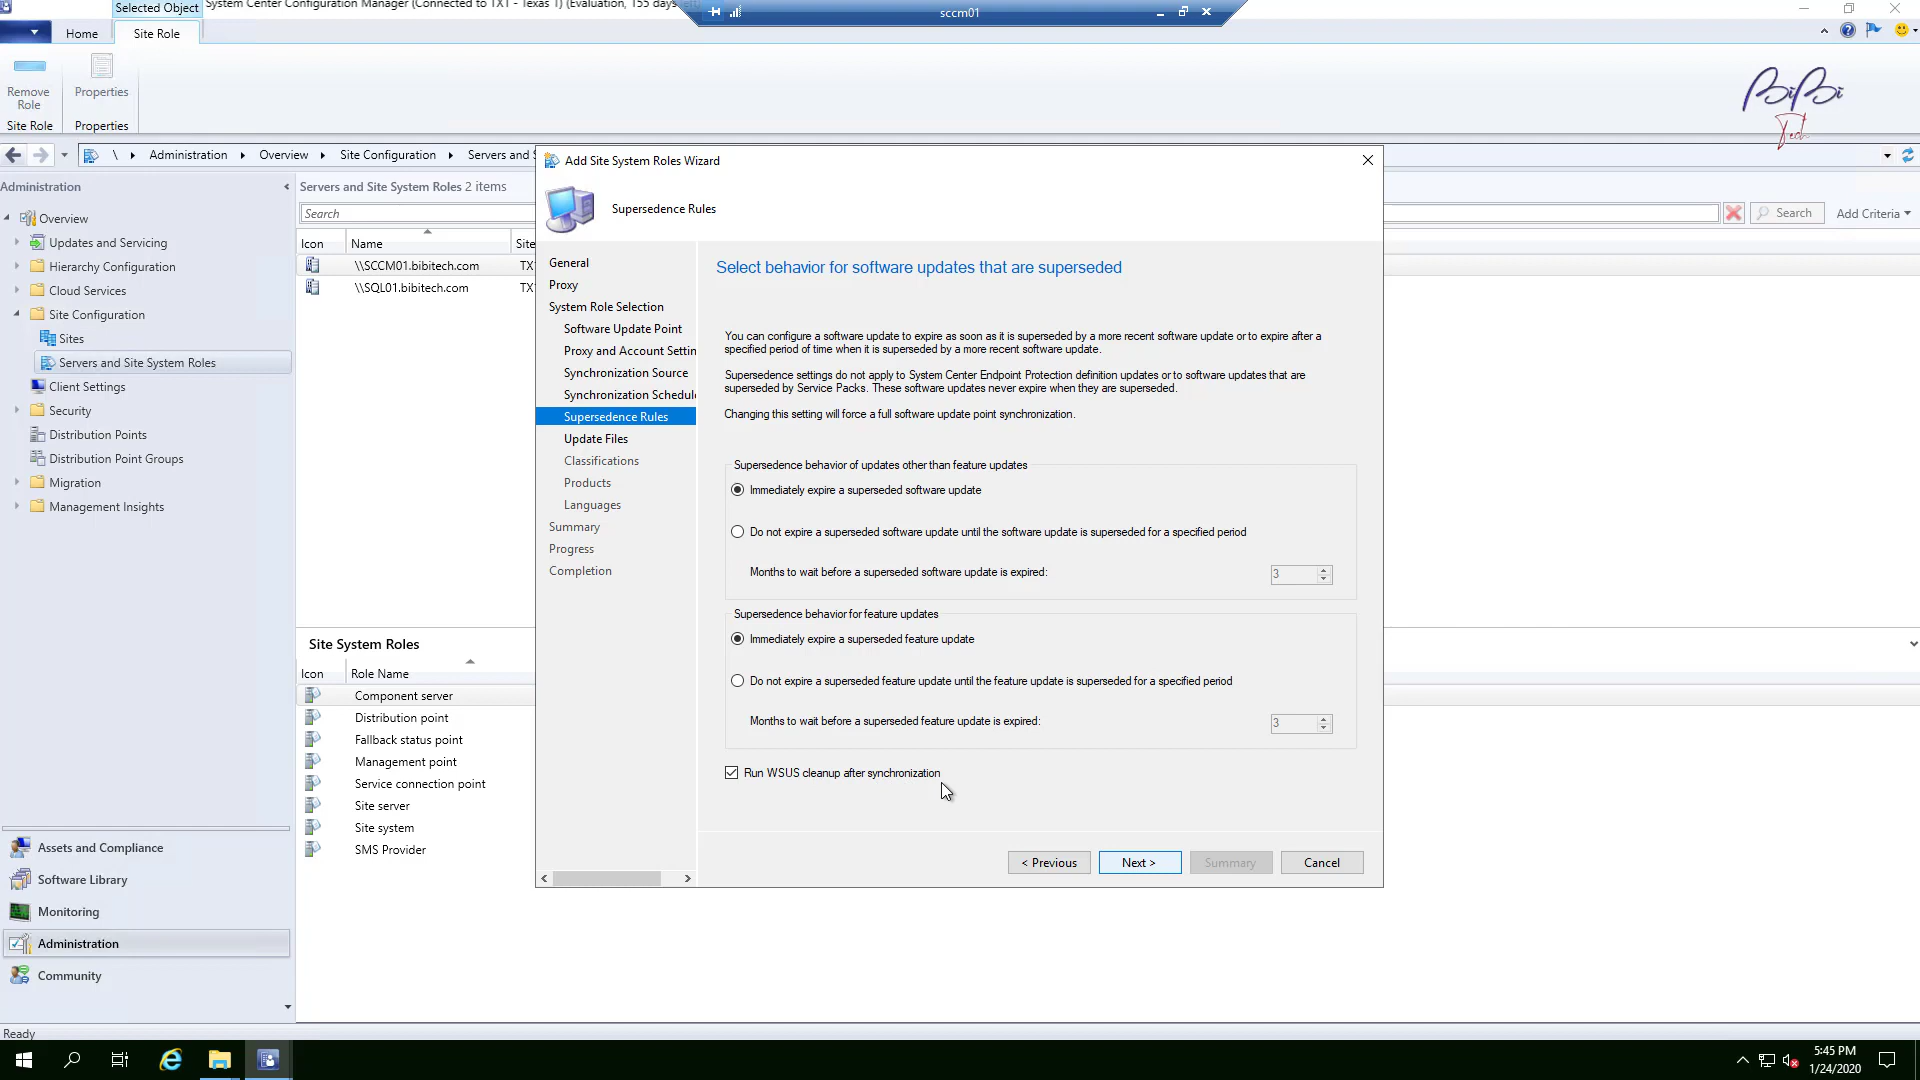 Selected Object
System Center Configuration Manager (Connected to TX1 - Texas 1) (Evaluation, 155 days
sccm01
Home
Site Role
Remove
Role
Properties
Site Role
Properties
BiBi
Tech
\
Administration
Overview
Site Configuration
Servers and S
Administration
Servers and Site System Roles 2 items
Search
Search
Add Criteria
Icon
Name
Site
\\SCCM01.bibitech.com
TX
\\SQL01.bibitech.com
TX
Overview
Updates and Servicing
Hierarchy Configuration
Cloud Services
Site Configuration
Sites
Servers and Site System Roles
Client Settings
Security
Distribution Points
Distribution Point Groups
Migration
Management Insights
Assets and Compliance
Software Library
Monitoring
Administration
Community
Site System Roles
Icon
Role Name
Component server
Distribution point
Fallback status point
Management point
Service connection point
Site server
Site system
SMS Provider
Add Site System Roles Wizard
Supersedence Rules
General
Proxy
System Role Selection
Software Update Point
Proxy and Account Settin
Synchronization Source
Synchronization Schedul
Supersedence Rules
Update Files
Classifications
Products
Languages
Summary
Progress
Completion
Select behavior for software updates that are superseded
You can configure a software update to expire as soon as it is superseded by a more recent software update or to expire after a
specified period of time when it is superseded by a more recent software update.
Supersedence settings do not apply to System Center Endpoint Protection definition updates or to software updates that are
superseded by Service Packs. These software updates never expire when they are superseded.
Changing this setting will force a full software update point synchronization.
Supersedence behavior of updates other than feature updates
Immediately expire a superseded software update
Do not expire a superseded software update until the software update is superseded for a specified period
Months to wait before a superseded software update is expired:
3
Supersedence behavior for feature updates
Immediately expire a superseded feature update
Do not expire a superseded feature update until the feature update is superseded for a specified period
Months to wait before a superseded feature update is expired:
3
Run WSUS cleanup after synchronization
< Previous
Next >
Summary
Cancel
Ready
5:45 PM
1/24/2020